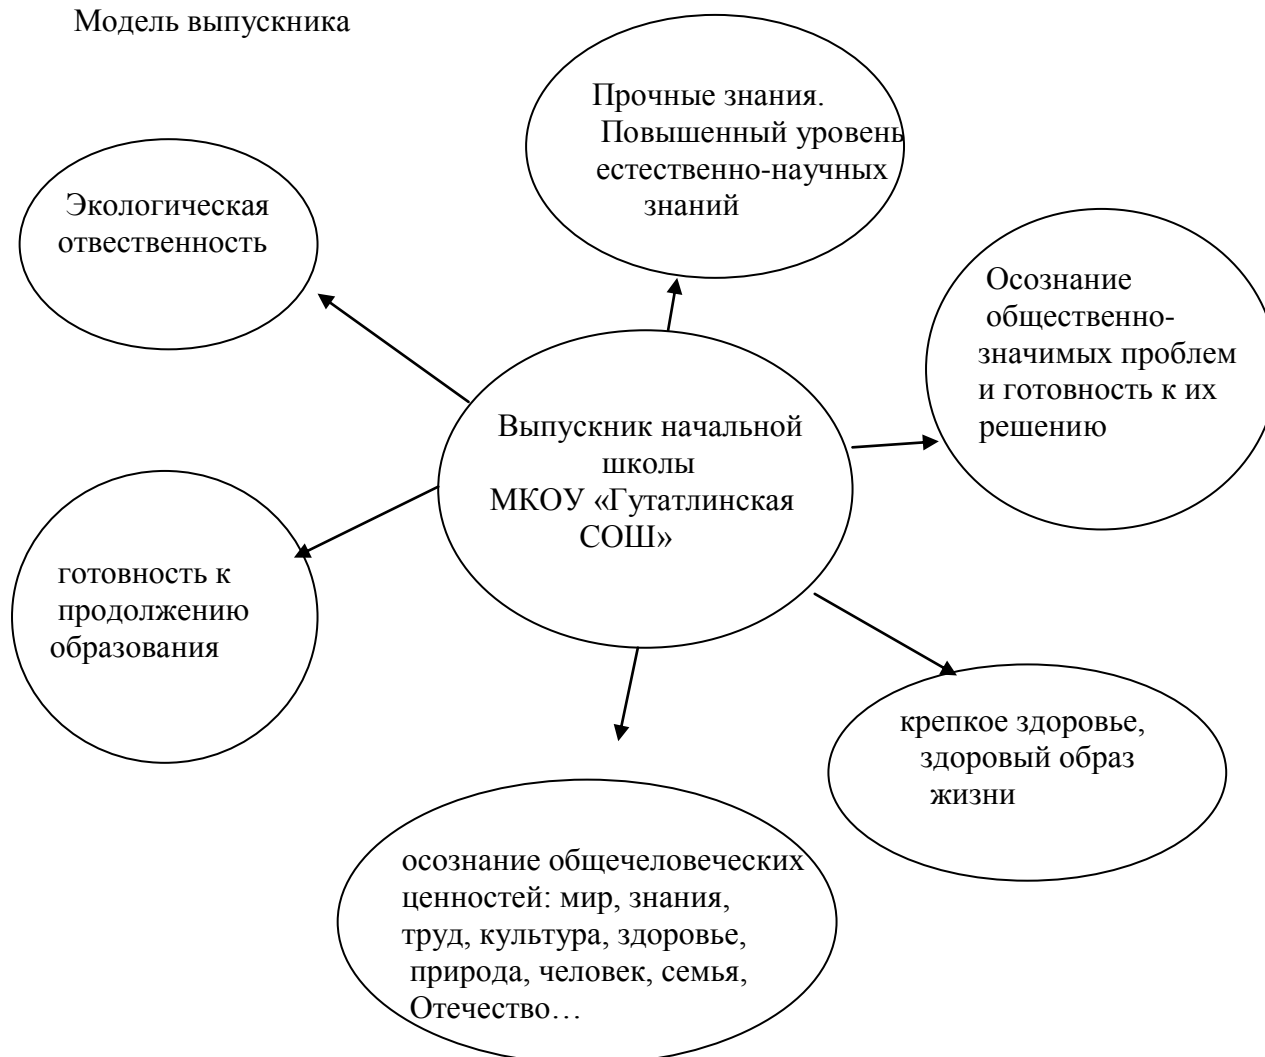 Модель выпускника
Прочные знания.
Повышенный уровень
естественно-научных
знаний
Экологическая
отвественность
Осознание
общественно-
значимых проблем
и готовность к их
решению
Выпускник начальной
школы
МКОУ «Гутатлинская
СОШ»
готовность к
продолжению
образования
крепкое здоровье,
здоровый образ
жизни
осознание общечеловеческих
ценностей: мир, знания,
труд, культура, здоровье,
природа, человек, семья,
Отечество…